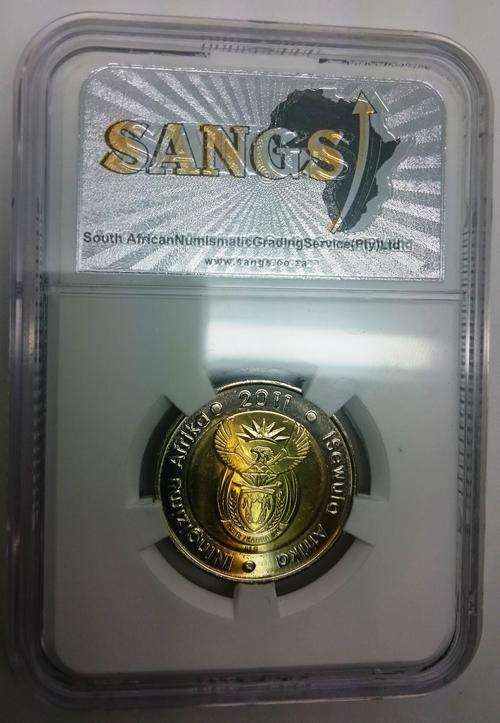 SANGS
South AfricanNumismaticGradingService(Pty)Ltd
www.sangs.co.za
iNingizimu Afrika • 2011 • Isewula Afrika •